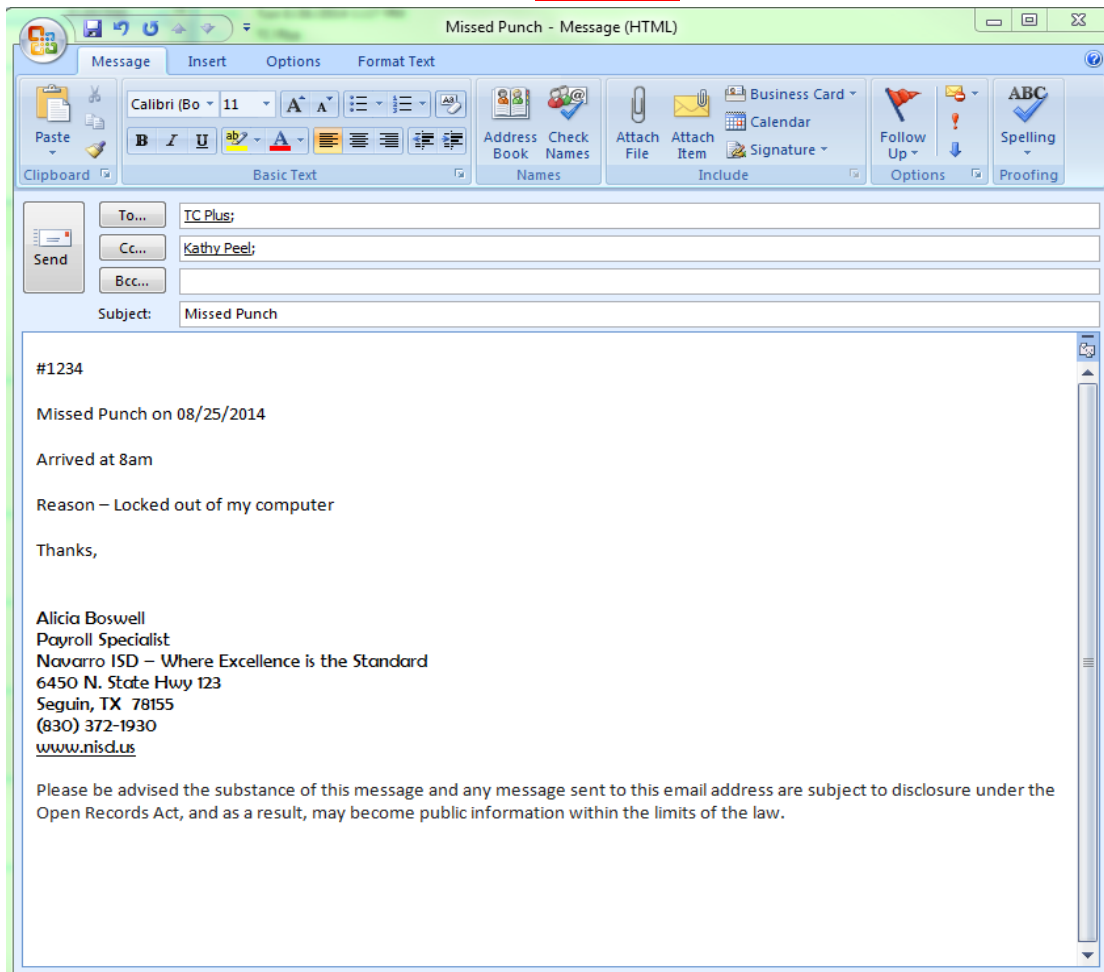 Missed Punch - Message (HTML)
Message Insert Options Format Text
Paste
Clipboard
Calibri (Bo 11
B I U
Basic Text
Address Book
Check Names
Names
Attach File
Attach Item
Business Card
Calendar
Signature
Include
Follow Up
Options
ABC
Spelling
Proofing
Send
To... TC Plus;
Cc... Kathy Peel;
Bcc...
Subject: Missed Punch
#1234
Missed Punch on 08/25/2014
Arrived at 8am
Reason – Locked out of my computer
Thanks,
Alicia Boswell
Payroll Specialist
Navarro ISD – Where Excellence is the Standard
6450 N. State Hwy 123
Seguin, TX  78155
(830) 372-1930
www.nisd.us
Please be advised the substance of this message and any message sent to this email address are subject to disclosure under the
Open Records Act, and as a result, may become public information within the limits of the law.